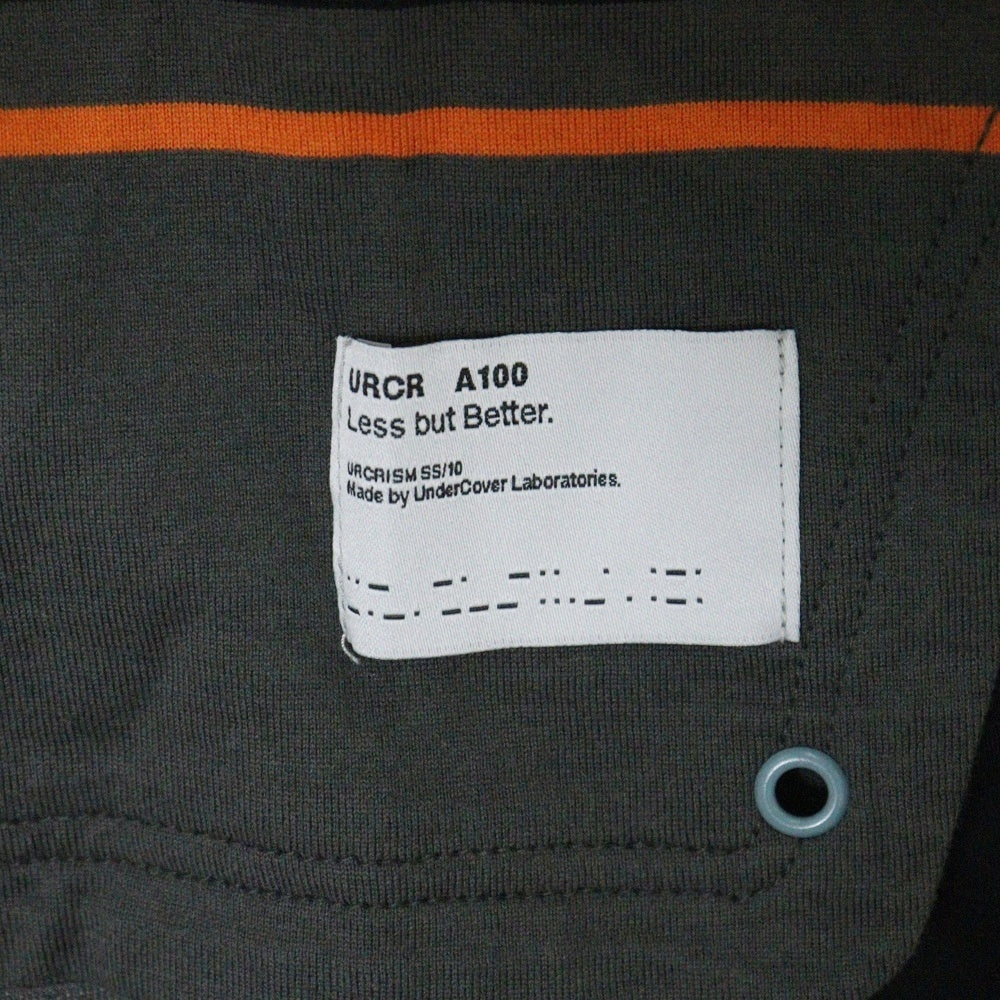 URCR A100
Less but Better.
URCRISM SS/10
Made by UnderCover Laboratories.
··– –· –·· · ·–·
–·–· ––– ···– · ·–·